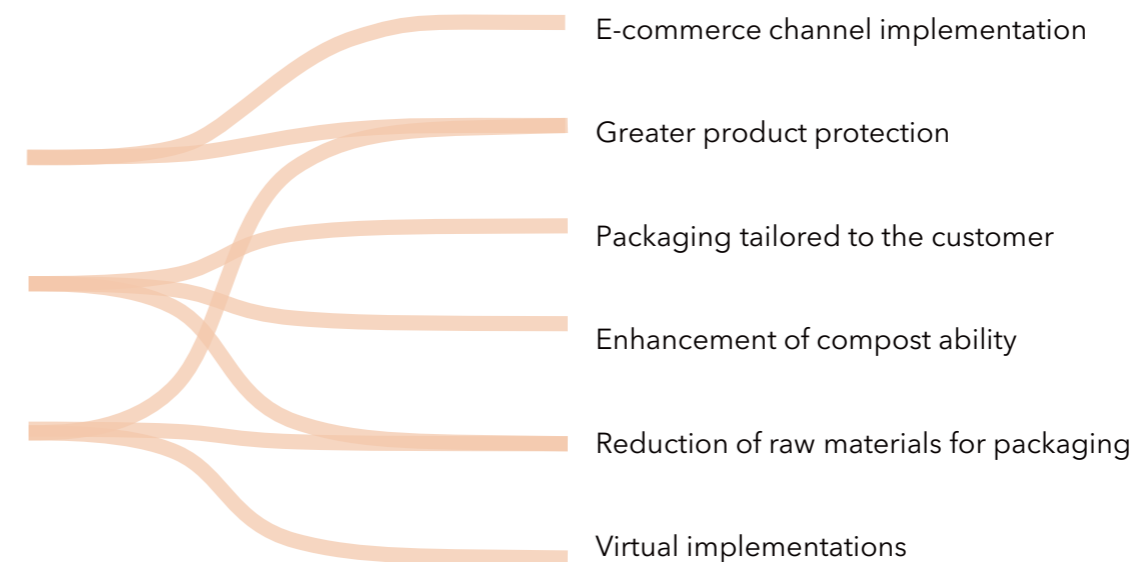 E-commerce channel implementation
Greater product protection
Packaging tailored to the customer
Enhancement of compost ability
Reduction of raw materials for packaging
Virtual implementations